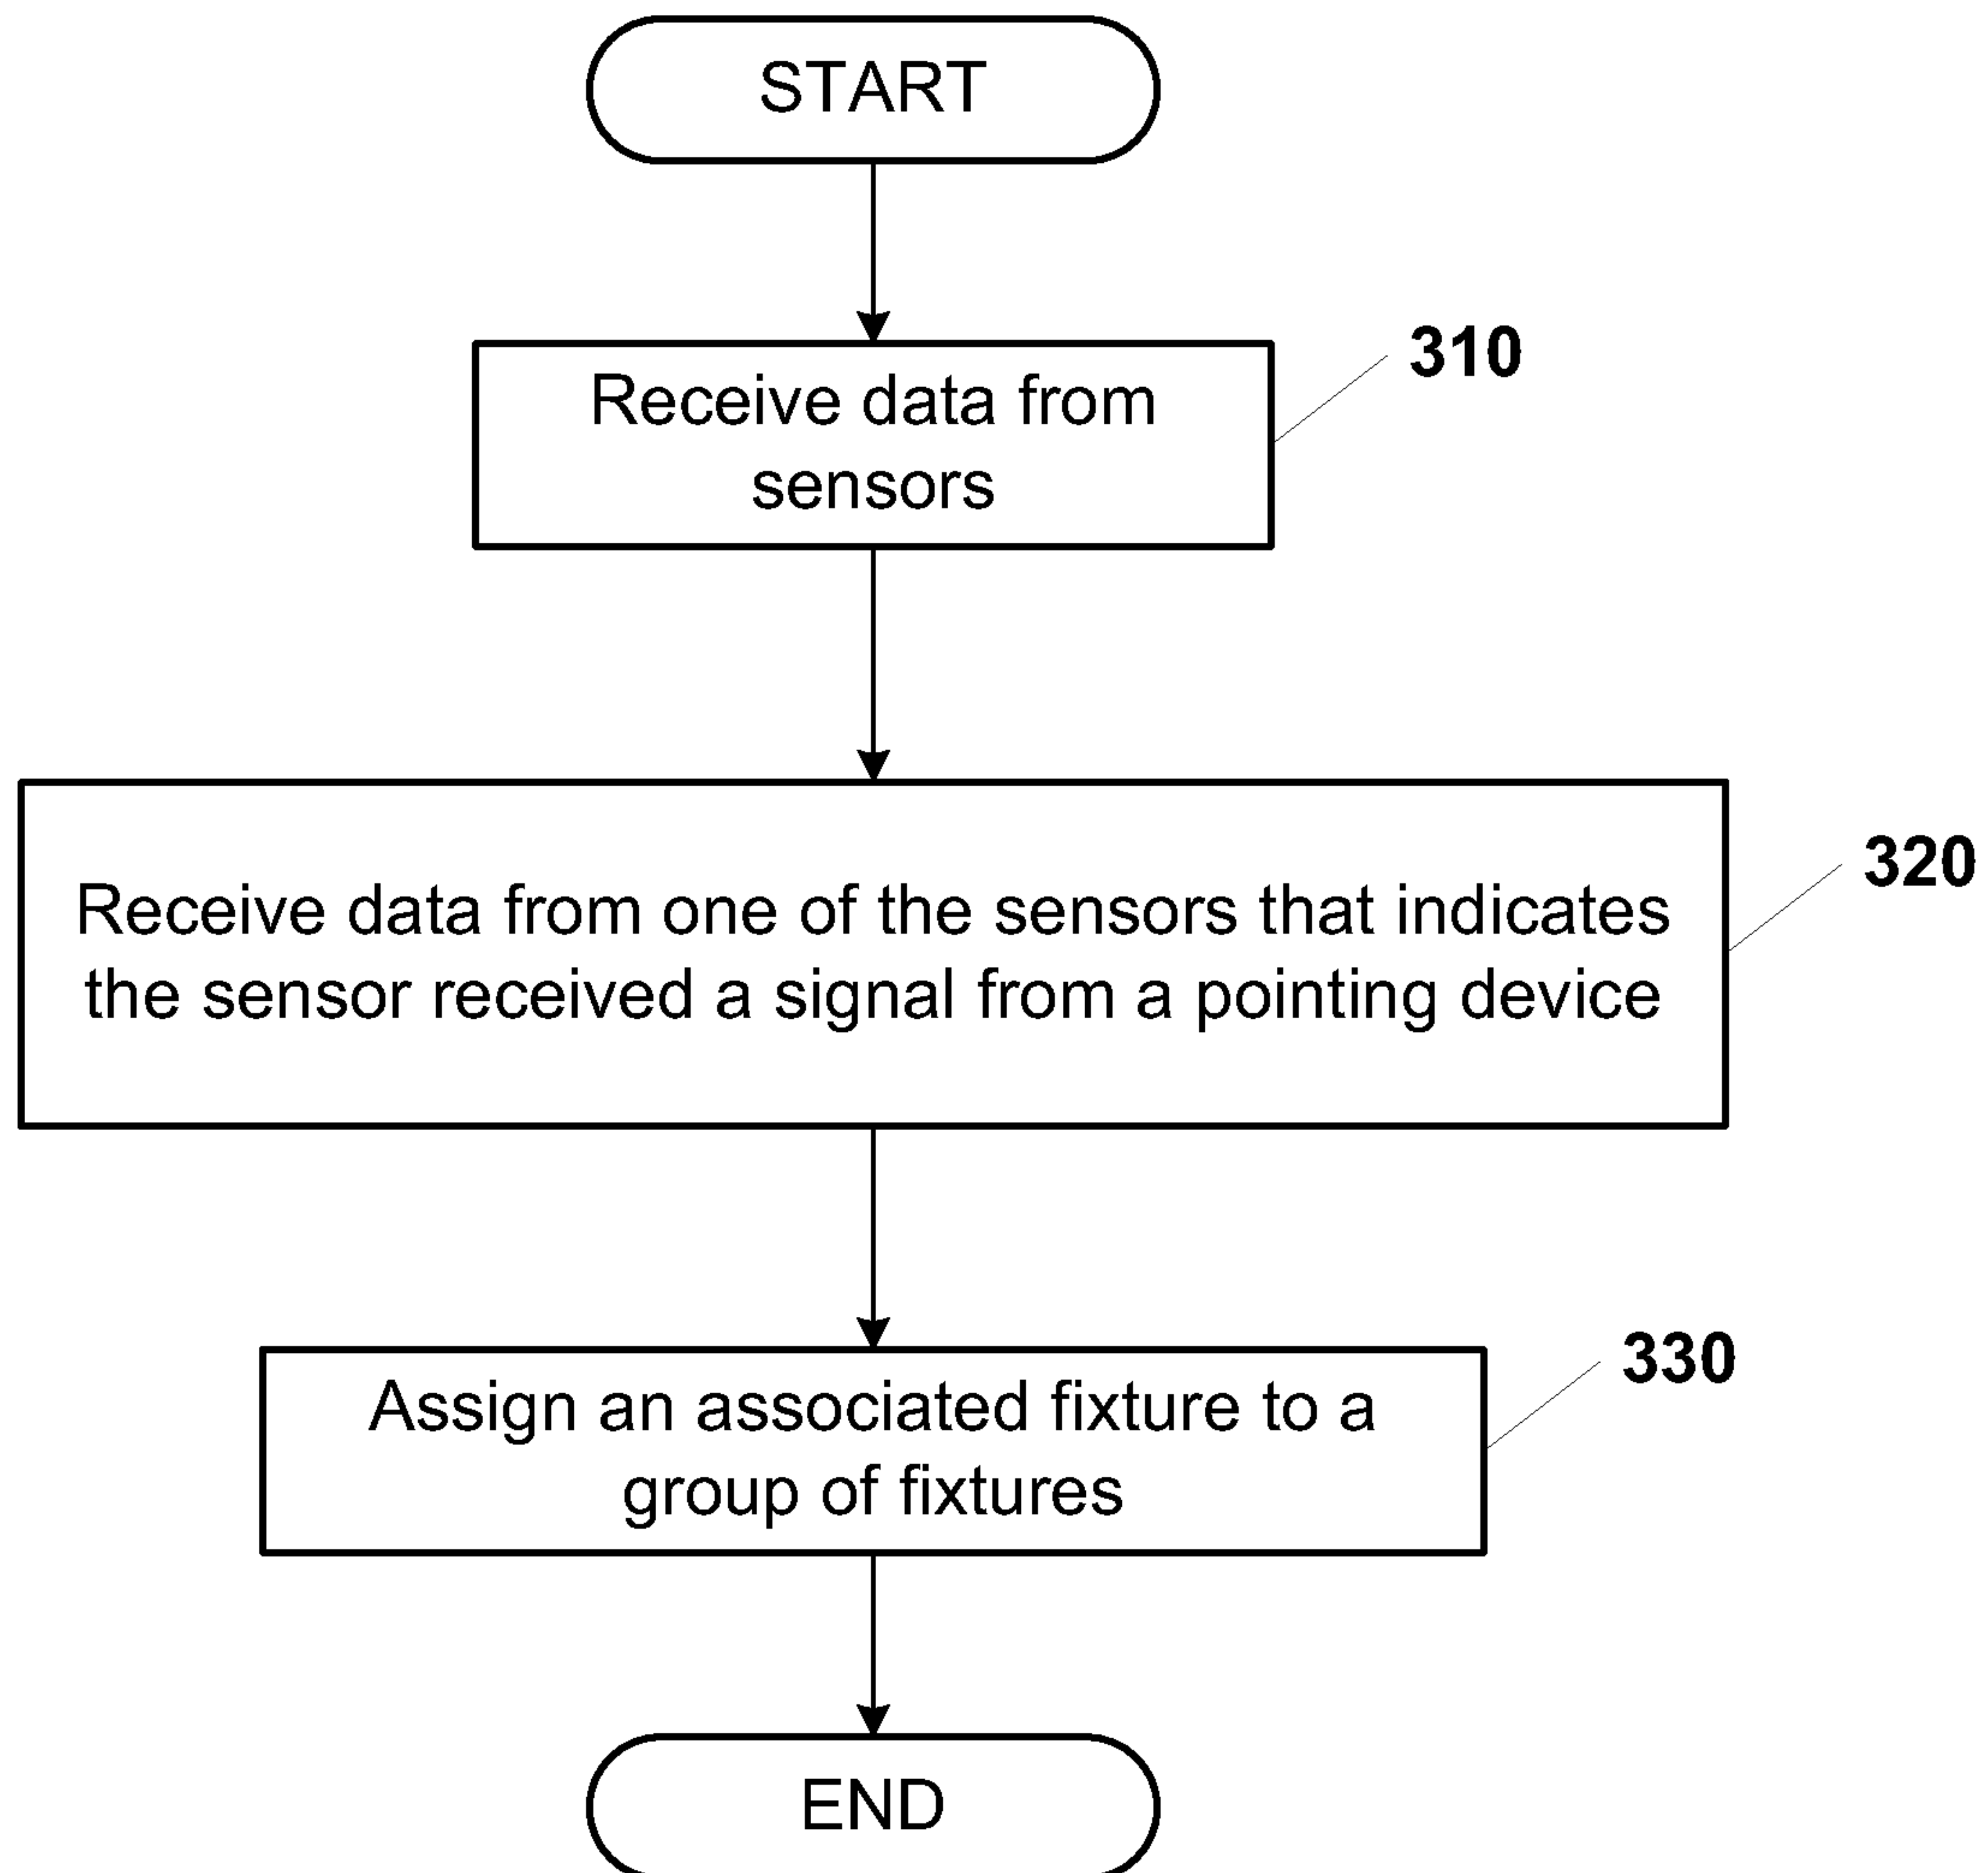 START
310
Receive data from
sensors
320
Receive data from one of the sensors that indicates
the sensor received a signal from a pointing device
330
Assign an associated fixture to a
group of fixtures
END